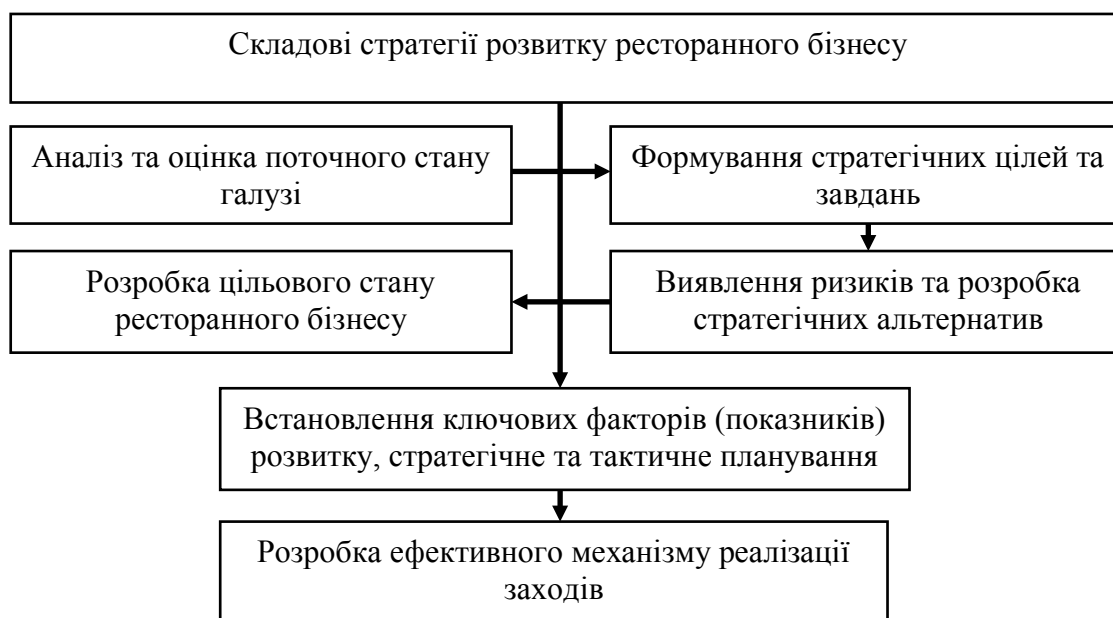 Складові стратегії розвитку ресторанного бізнесу
Аналіз та оцінка поточного стану
галузі
Формування стратегічних цілей та
завдань
Розробка цільового стану
ресторанного бізнесу
Виявлення ризиків та розробка
стратегічних альтернатив
Встановлення ключових факторів (показників)
розвитку, стратегічне та тактичне планування
Розробка ефективного механізму реалізації
заходів